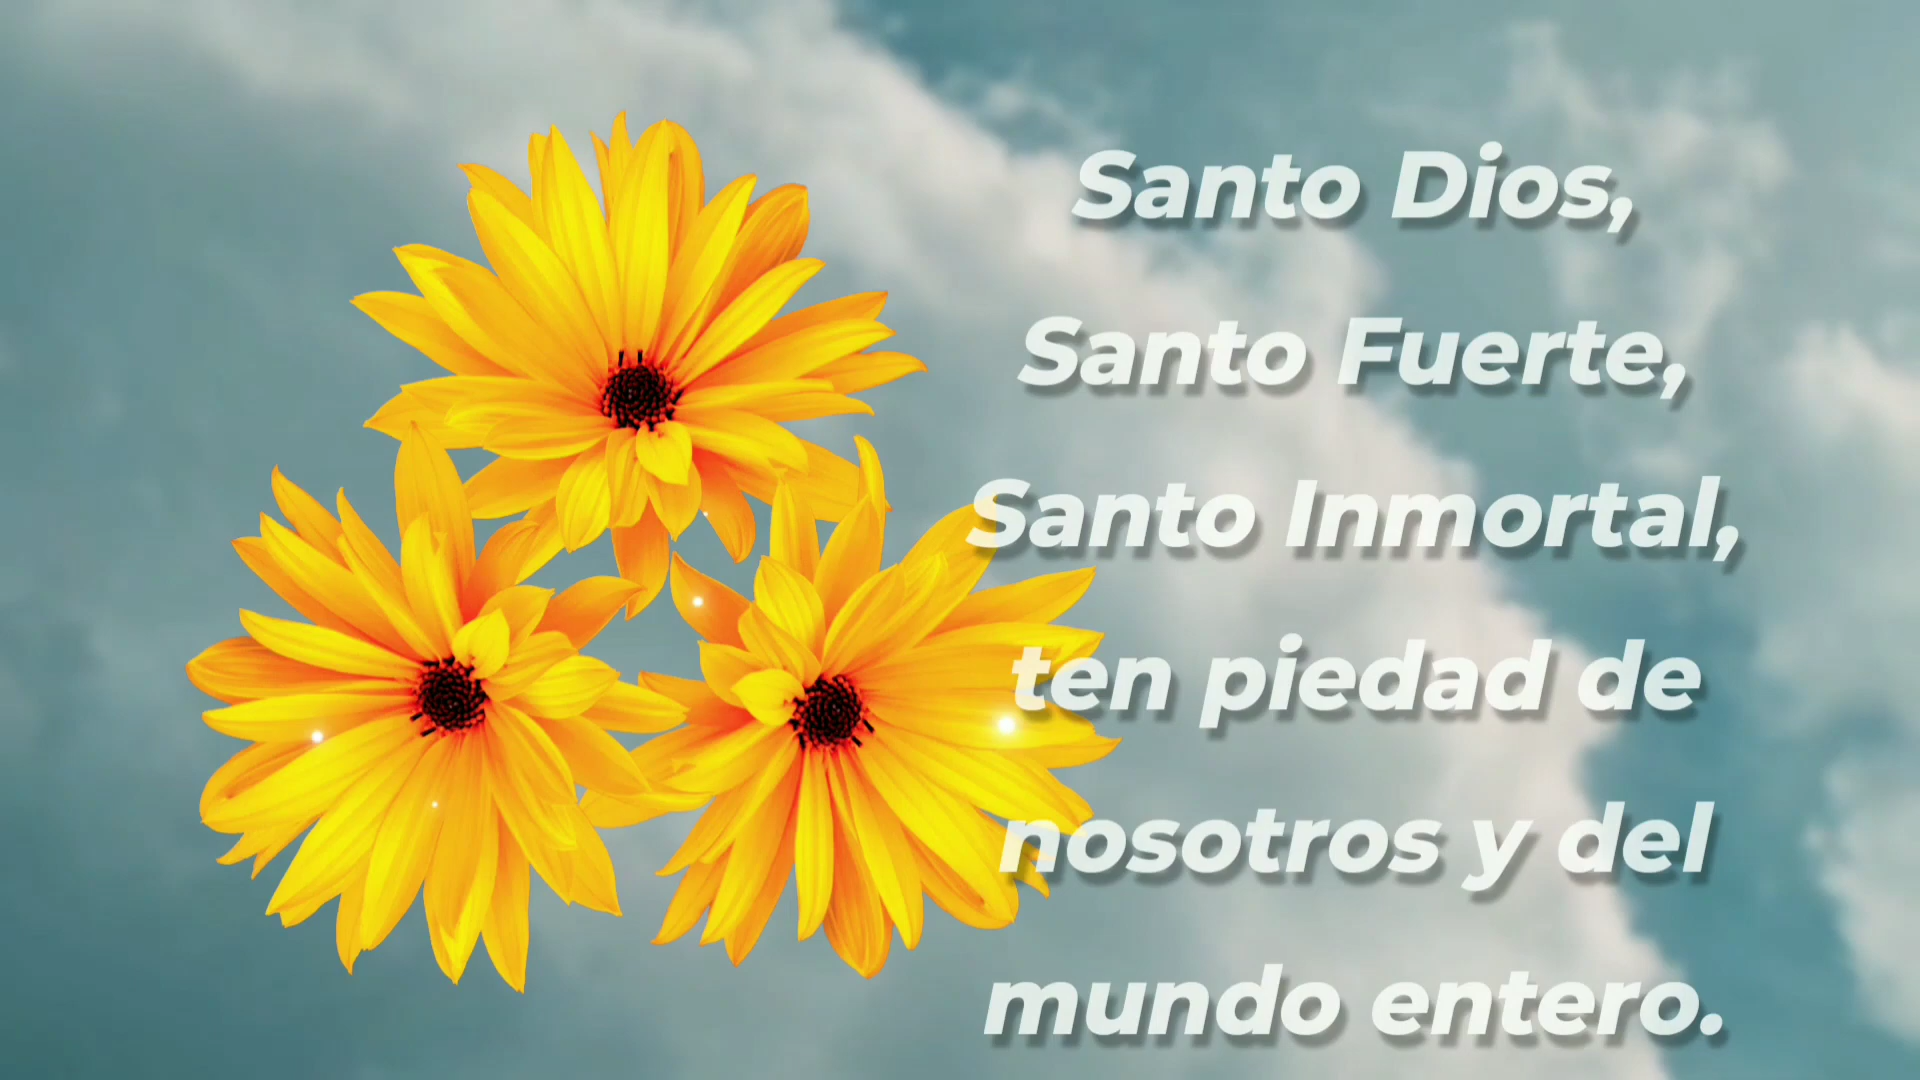 Santo Dios,
Santo Fuerte,
Santo Inmortal,
ten piedad de
nosotros y del
mundo entero.